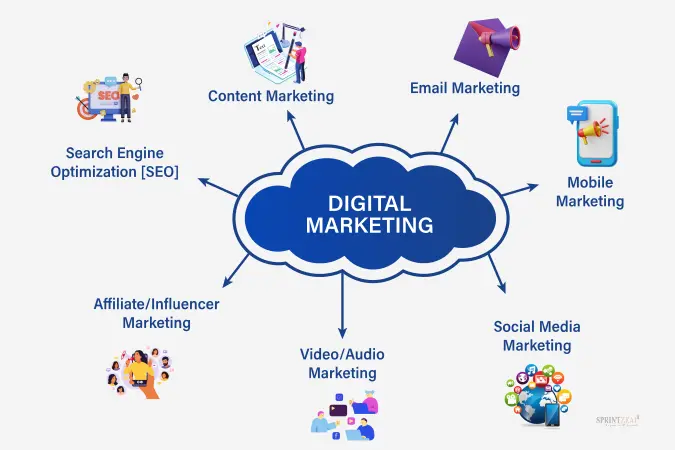 Content Marketing
Email Marketing
SEO
Search Engine
Optimization [SEO]
Mobile
Marketing
DIGITAL
MARKETING
Affiliate/Influencer
Marketing
Video/Audio
Marketing
Social Media
Marketing
SPRINTZEAL